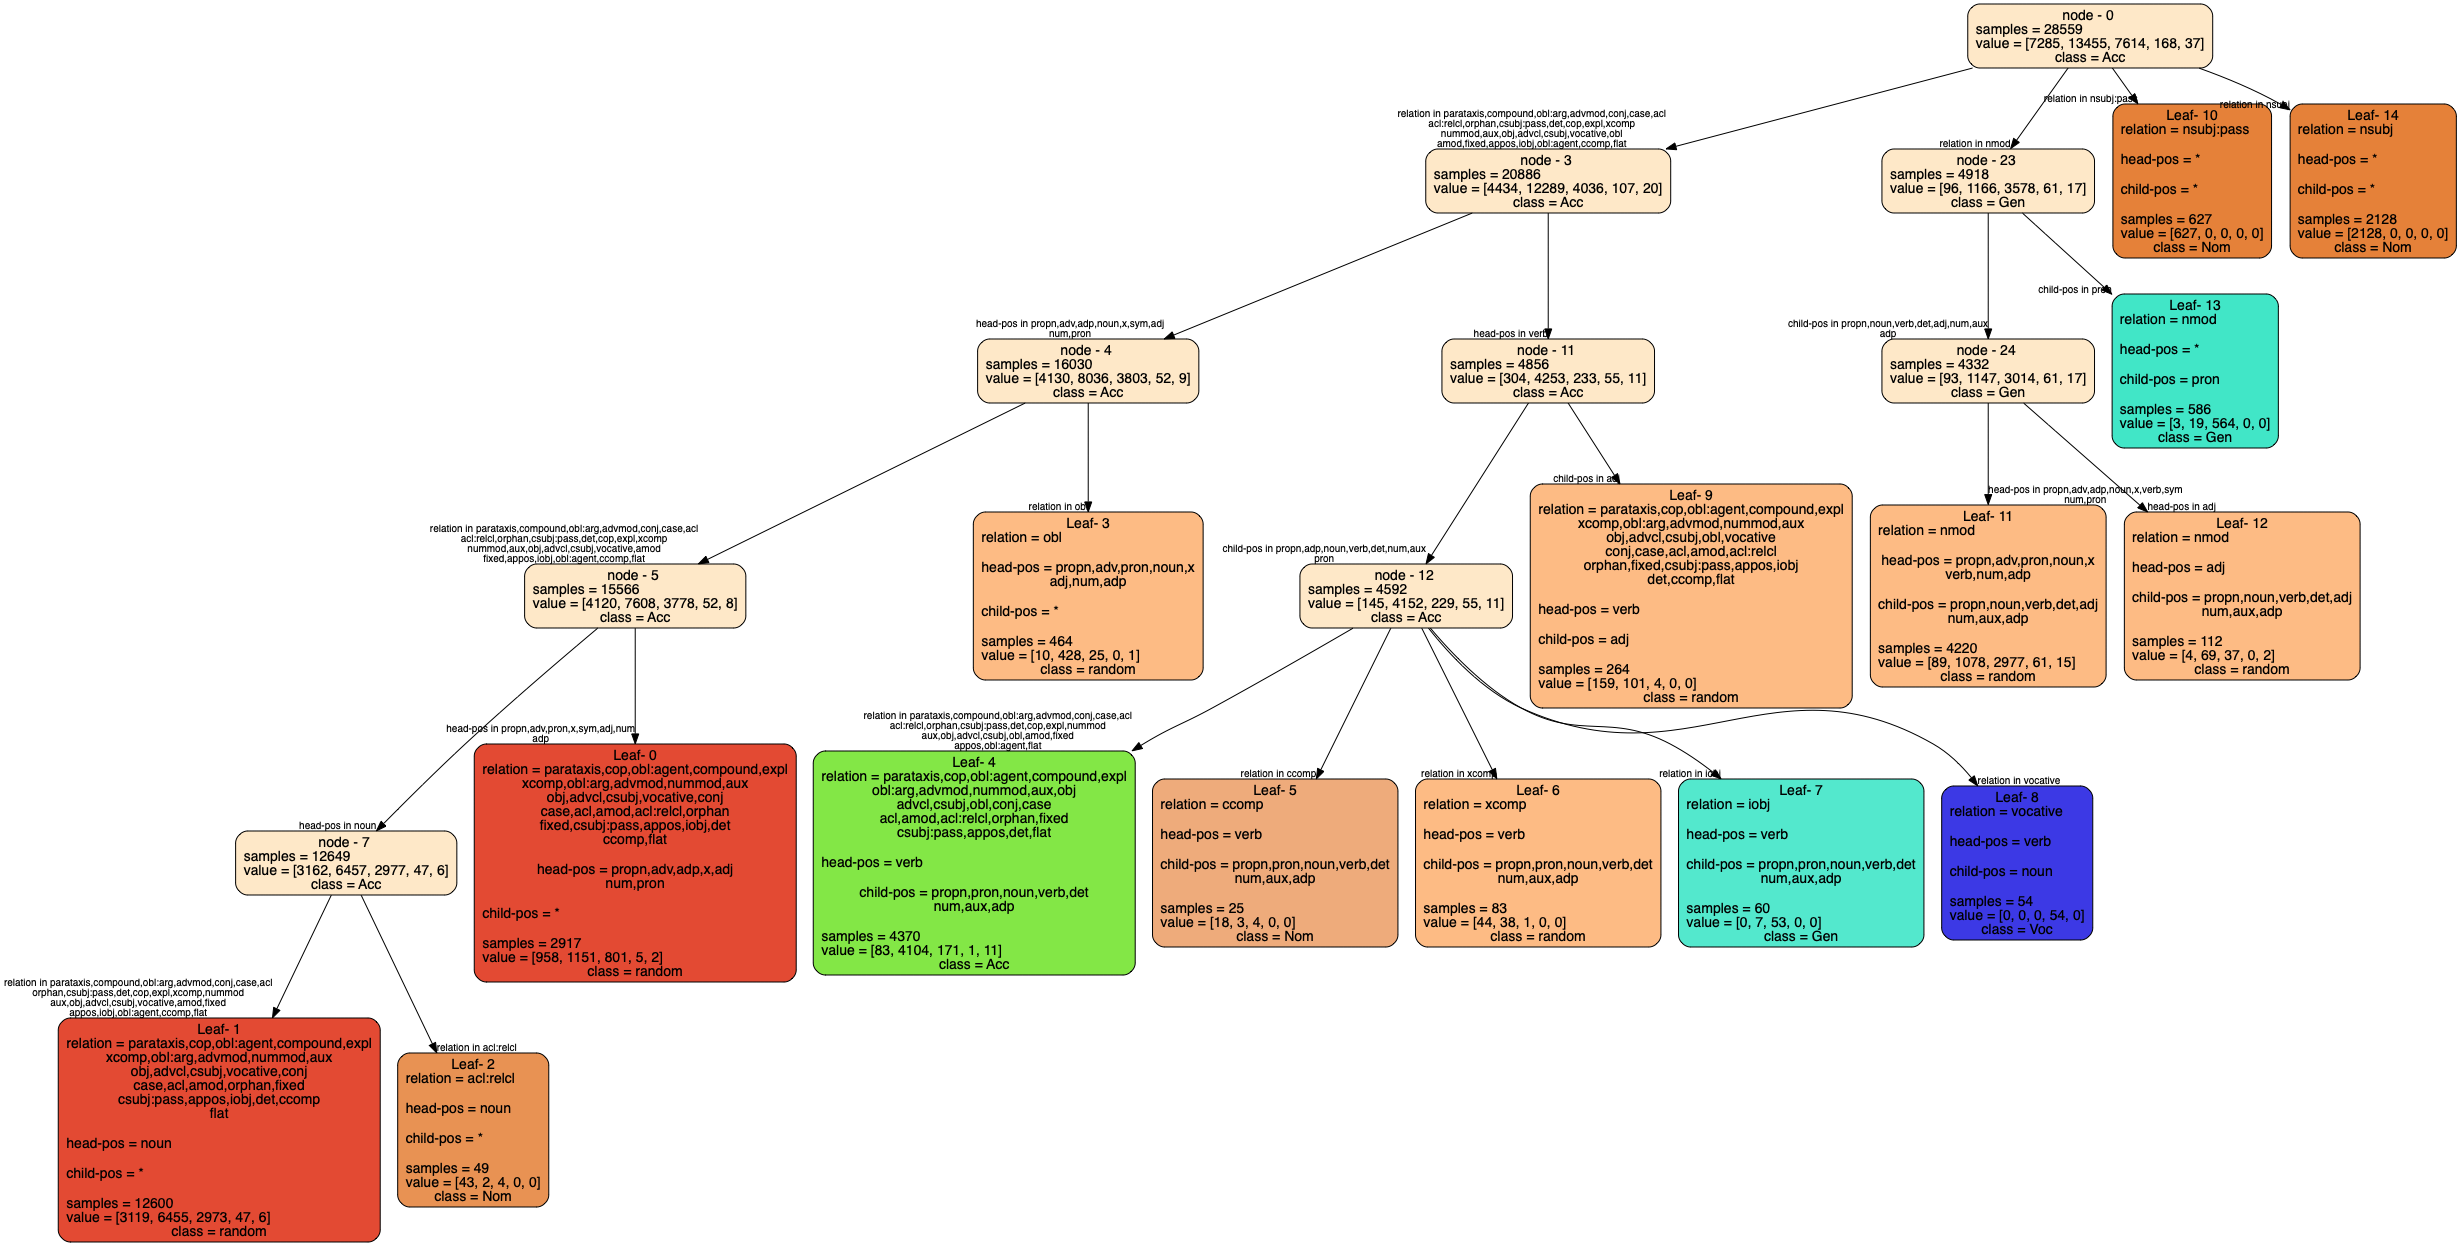 node - 0
samples = 28559
value = [7285, 13455, 7614, 168, 37]
class = Acc
relation in parataxis,compound,obl:arg,advmod,conj,case,acl
acl:relcl,orphan,csubj:pass,det,cop,expl,xcomp
nummod,aux,obj,advcl,csubj,vocative,obl
amod,fixed,appos,iobj,obl:agent,ccomp,flat
node - 3
samples = 20886
value = [4434, 12289, 4036, 107, 20]
class = Acc
relation in nmod
node - 23
samples = 4918
value = [96, 1166, 3578, 61, 17]
class = Gen
relation in nsubj:pass
Leaf- 10
relation = nsubj:pass
head-pos = *
child-pos = *
samples = 627
value = [627, 0, 0, 0, 0]
class = Nom
relation in nsubj
Leaf- 14
relation = nsubj
head-pos = *
child-pos = *
samples = 2128
value = [2128, 0, 0, 0, 0]
class = Nom
head-pos in propn,adv,adp,noun,x,sym,adj
num,pron
node - 4
samples = 16030
value = [4130, 8036, 3803, 52, 9]
class = Acc
head-pos in verb
node - 11
samples = 4856
value = [304, 4253, 233, 55, 11]
class = Acc
child-pos in propn,noun,verb,det,adj,num,aux
adp
node - 24
samples = 4332
value = [93, 1147, 3014, 61, 17]
class = Gen
child-pos in pron
Leaf- 13
relation = nmod
head-pos = *
child-pos = pron
samples = 586
value = [3, 19, 564, 0, 0]
class = Gen
relation in parataxis,compound,obl:arg,advmod,conj,case,acl
acl:relcl,orphan,csubj:pass,det,cop,expl,xcomp
nummod,aux,obj,advcl,csubj,vocative,amod
fixed,appos,iobj,obl:agent,ccomp,flat
node - 5
samples = 15566
value = [4120, 7608, 3778, 52, 8]
class = Acc
relation in obl
Leaf- 3
relation = obl
head-pos = propn,adv,pron,noun,x
adj,num,adp
child-pos = *
samples = 464
value = [10, 428, 25, 0, 1]
class = random
child-pos in propn,adp,noun,verb,det,num,aux
pron
node - 12
samples = 4592
value = [145, 4152, 229, 55, 11]
class = Acc
child-pos in adj
Leaf- 9
relation = parataxis,cop,obl:agent,compound,expl
xcomp,obl:arg,advmod,nummod,aux
obj,advcl,csubj,obl,vocative
conj,case,acl,amod,acl:relcl
orphan,fixed,csubj:pass,appos,iobj
det,ccomp,flat
head-pos = verb
child-pos = adj
samples = 264
value = [159, 101, 4, 0, 0]
class = random
head-pos in propn,adv,adp,noun,x,verb,sym
num,pron
Leaf- 11
relation = nmod
head-pos = propn,adv,pron,noun,x
verb,num,adp
child-pos = propn,noun,verb,det,adj
num,aux,adp
samples = 4220
value = [89, 1078, 2977, 61, 15]
class = random
head-pos in adj
Leaf- 12
relation = nmod
head-pos = adj
child-pos = propn,noun,verb,det,adj
num,aux,adp
samples = 112
value = [4, 69, 37, 0, 2]
class = random
head-pos in noun
node - 7
samples = 12649
value = [3162, 6457, 2977, 47, 6]
class = Acc
head-pos in propn,adv,pron,x,sym,adj,num
adp
Leaf- 0
relation = parataxis,cop,obl:agent,compound,expl
xcomp,obl:arg,advmod,nummod,aux
obj,advcl,csubj,vocative,conj
case,acl,amod,acl:relcl,orphan
fixed,csubj:pass,appos,iobj,det
ccomp,flat
head-pos = propn,adv,adp,x,adj
num,pron
child-pos = *
samples = 2917
value = [958, 1151, 801, 5, 2]
class = random
relation in parataxis,compound,obl:arg,advmod,conj,case,acl
acl:relcl,orphan,csubj:pass,det,cop,expl,nummod
aux,obj,advcl,csubj,obl,amod,fixed
appos,obl:agent,flat
Leaf- 4
relation = parataxis,cop,obl:agent,compound,expl
obl:arg,advmod,nummod,aux,obj
advcl,csubj,obl,conj,case
acl,amod,acl:relcl,orphan,fixed
csubj:pass,appos,det,flat
head-pos = verb
child-pos = propn,pron,noun,verb,det
num,aux,adp
samples = 4370
value = [83, 4104, 171, 1, 11]
class = Acc
relation in ccomp
Leaf- 5
relation = ccomp
head-pos = verb
child-pos = propn,pron,noun,verb,det
num,aux,adp
samples = 25
value = [18, 3, 4, 0, 0]
class = Nom
relation in xcomp
Leaf- 6
relation = xcomp
head-pos = verb
child-pos = propn,pron,noun,verb,det
num,aux,adp
samples = 83
value = [44, 38, 1, 0, 0]
class = random
relation in iobj
Leaf- 7
relation = iobj
head-pos = verb
child-pos = propn,pron,noun,verb,det
num,aux,adp
samples = 60
value = [0, 7, 53, 0, 0]
class = Gen
relation in vocative
Leaf- 8
relation = vocative
head-pos = verb
child-pos = noun
samples = 54
value = [0, 0, 0, 54, 0]
class = Voc
relation in parataxis,compound,obl:arg,advmod,conj,case,acl
orphan,csubj:pass,det,cop,expl,xcomp,nummod
aux,obj,advcl,csubj,vocative,amod,fixed
appos,iobj,obl:agent,ccomp,flat
Leaf- 1
relation = parataxis,cop,obl:agent,compound,expl
xcomp,obl:arg,advmod,nummod,aux
obj,advcl,csubj,vocative,conj
case,acl,amod,orphan,fixed
csubj:pass,appos,iobj,det,ccomp
flat
head-pos = noun
child-pos = *
samples = 12600
value = [3119, 6455, 2973, 47, 6]
class = random
relation in acl:relcl
Leaf- 2
relation = acl:relcl
head-pos = noun
child-pos = *
samples = 49
value = [43, 2, 4, 0, 0]
class = Nom